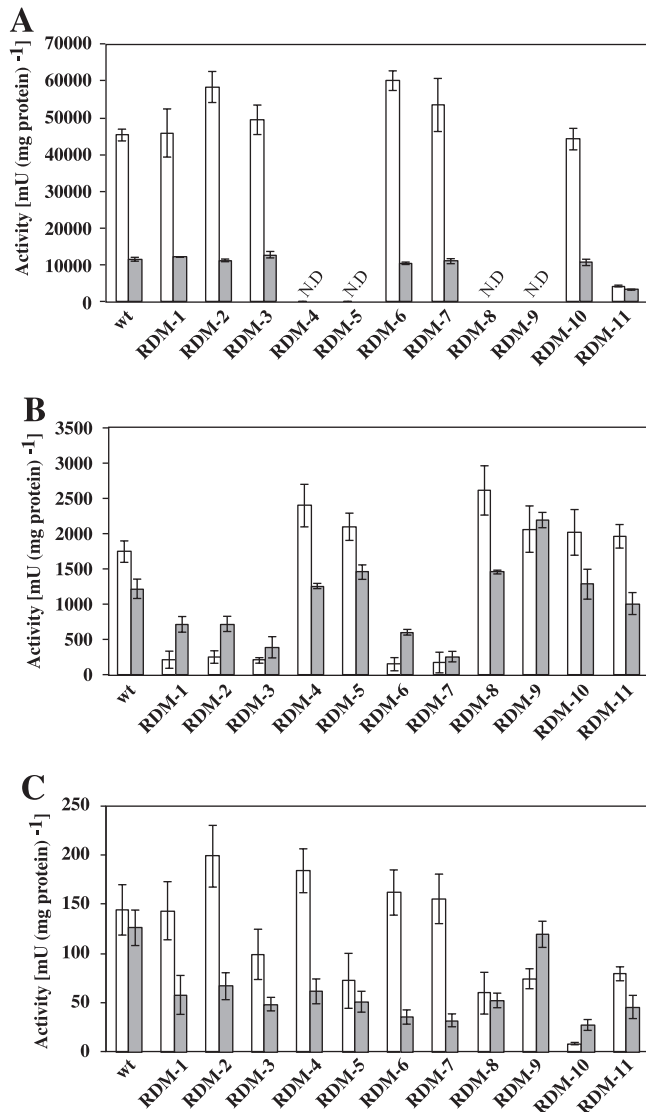 A
Activity [mU (mg protein) -1]
70000
60000
50000
40000
30000
20000
10000
0
N.D
N.D
N.D
N.D
wt
RDM-1
RDM-2
RDM-3
RDM-4
RDM-5
RDM-6
RDM-7
RDM-8
RDM-9
RDM-10
RDM-11
B
Activity [mU (mg protein) -1]
3500
3000
2500
2000
1500
1000
500
0
wt
RDM-1
RDM-2
RDM-3
RDM-4
RDM-5
RDM-6
RDM-7
RDM-8
RDM-9
RDM-10
RDM-11
C
Activity [mU (mg protein) -1]
250
200
150
100
50
0
wt
RDM-1
RDM-2
RDM-3
RDM-4
RDM-5
RDM-6
RDM-7
RDM-8
RDM-9
RDM-10
RDM-11